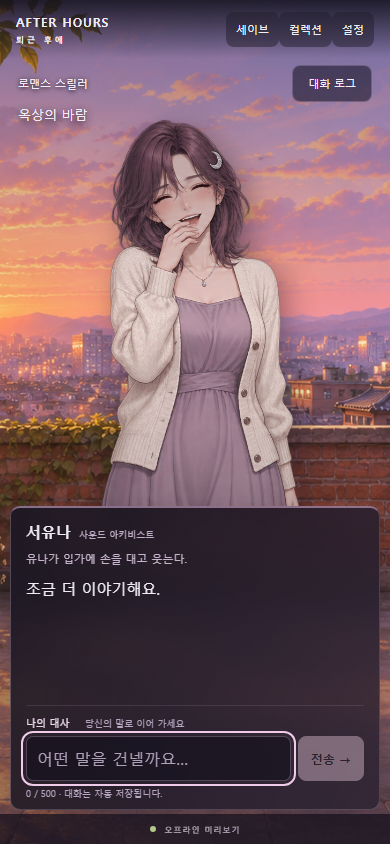 AFTER HOURS
퇴근 후에
세이브 컬렉션 설정
로맨스 스릴러
대화 로그
옥상의 바람
서유나 사운드 아키비스트
유나가 입가에 손을 대고 웃는다.
조금 더 이야기해요.
나의 대사 당신의 말로 이어 가세요
어떤 말을 건넬까요...
전송 →
0 / 500 · 대화는 자동 저장됩니다.
오프라인 미리보기